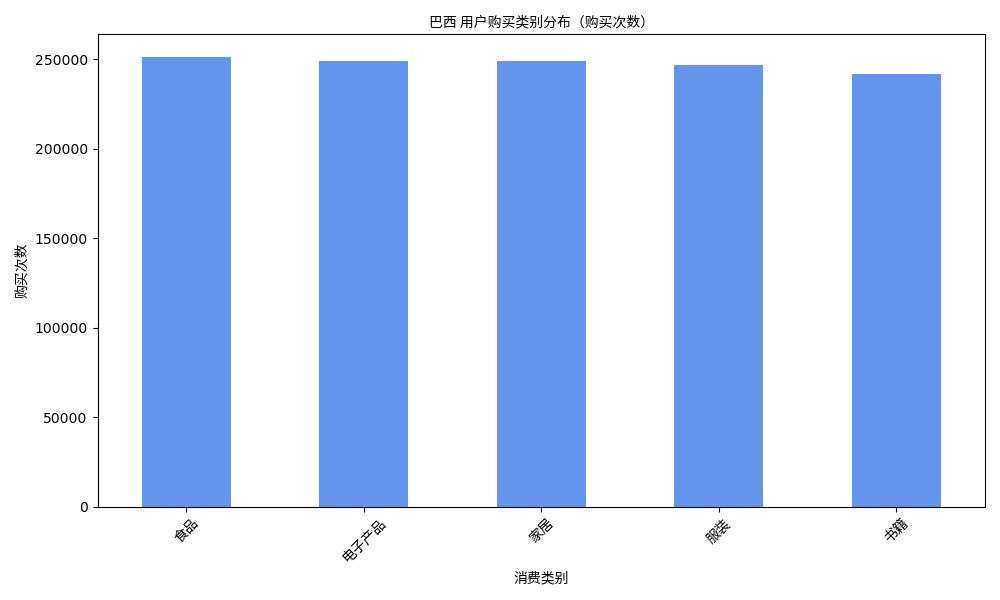 巴西 用户购买类别分布（购买次数）
购买次数
250000
200000
150000
100000
50000
0
食品
电子产品
家居
服装
书籍
消费类别